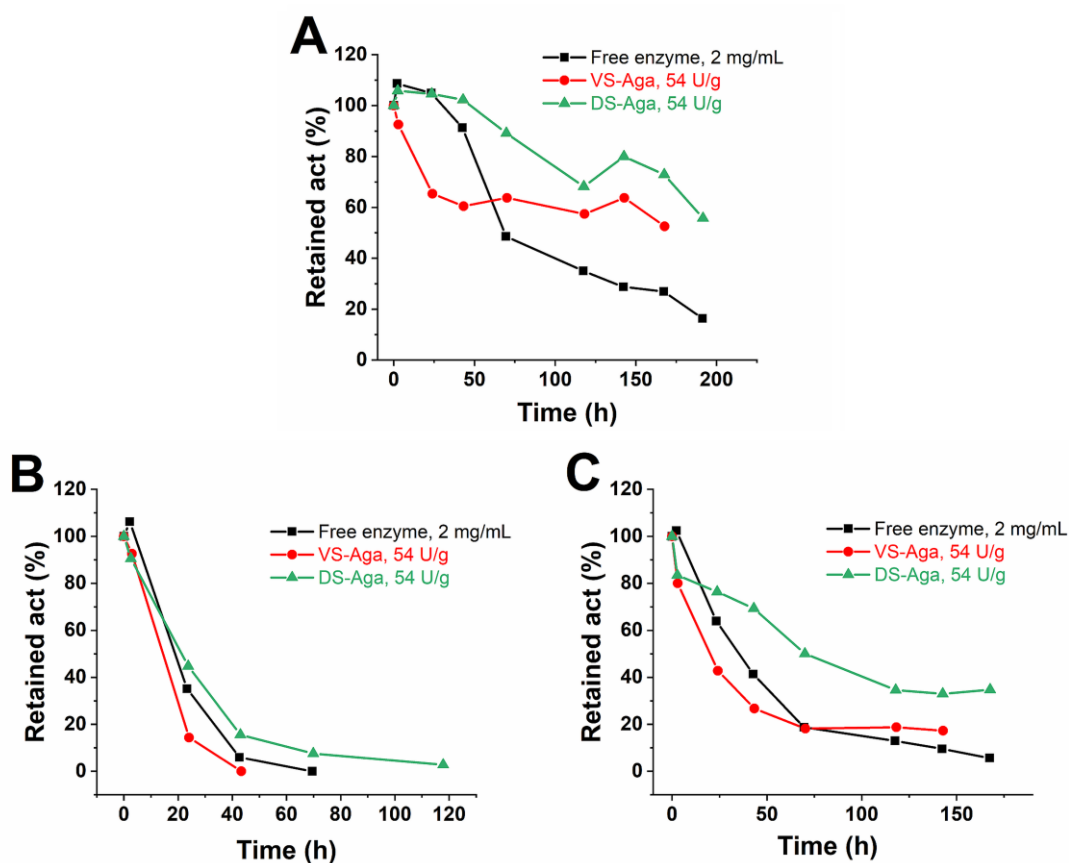 A
Free enzyme, 2 mg/mL
VS-Aga, 54 U/g
DS-Aga, 54 U/g
Retained act (%)
120
100
80
60
40
20
0
0 50 100 150 200
Time (h)
B
Free enzyme, 2 mg/mL
VS-Aga, 54 U/g
DS-Aga, 54 U/g
Retained act (%)
120
100
80
60
40
20
0
0 20 40 60 80 100 120
Time (h)
C
Free enzyme, 2 mg/mL
VS-Aga, 54 U/g
DS-Aga, 54 U/g
Retained act (%)
120
100
80
60
40
20
0
0 50 100 150
Time (h)